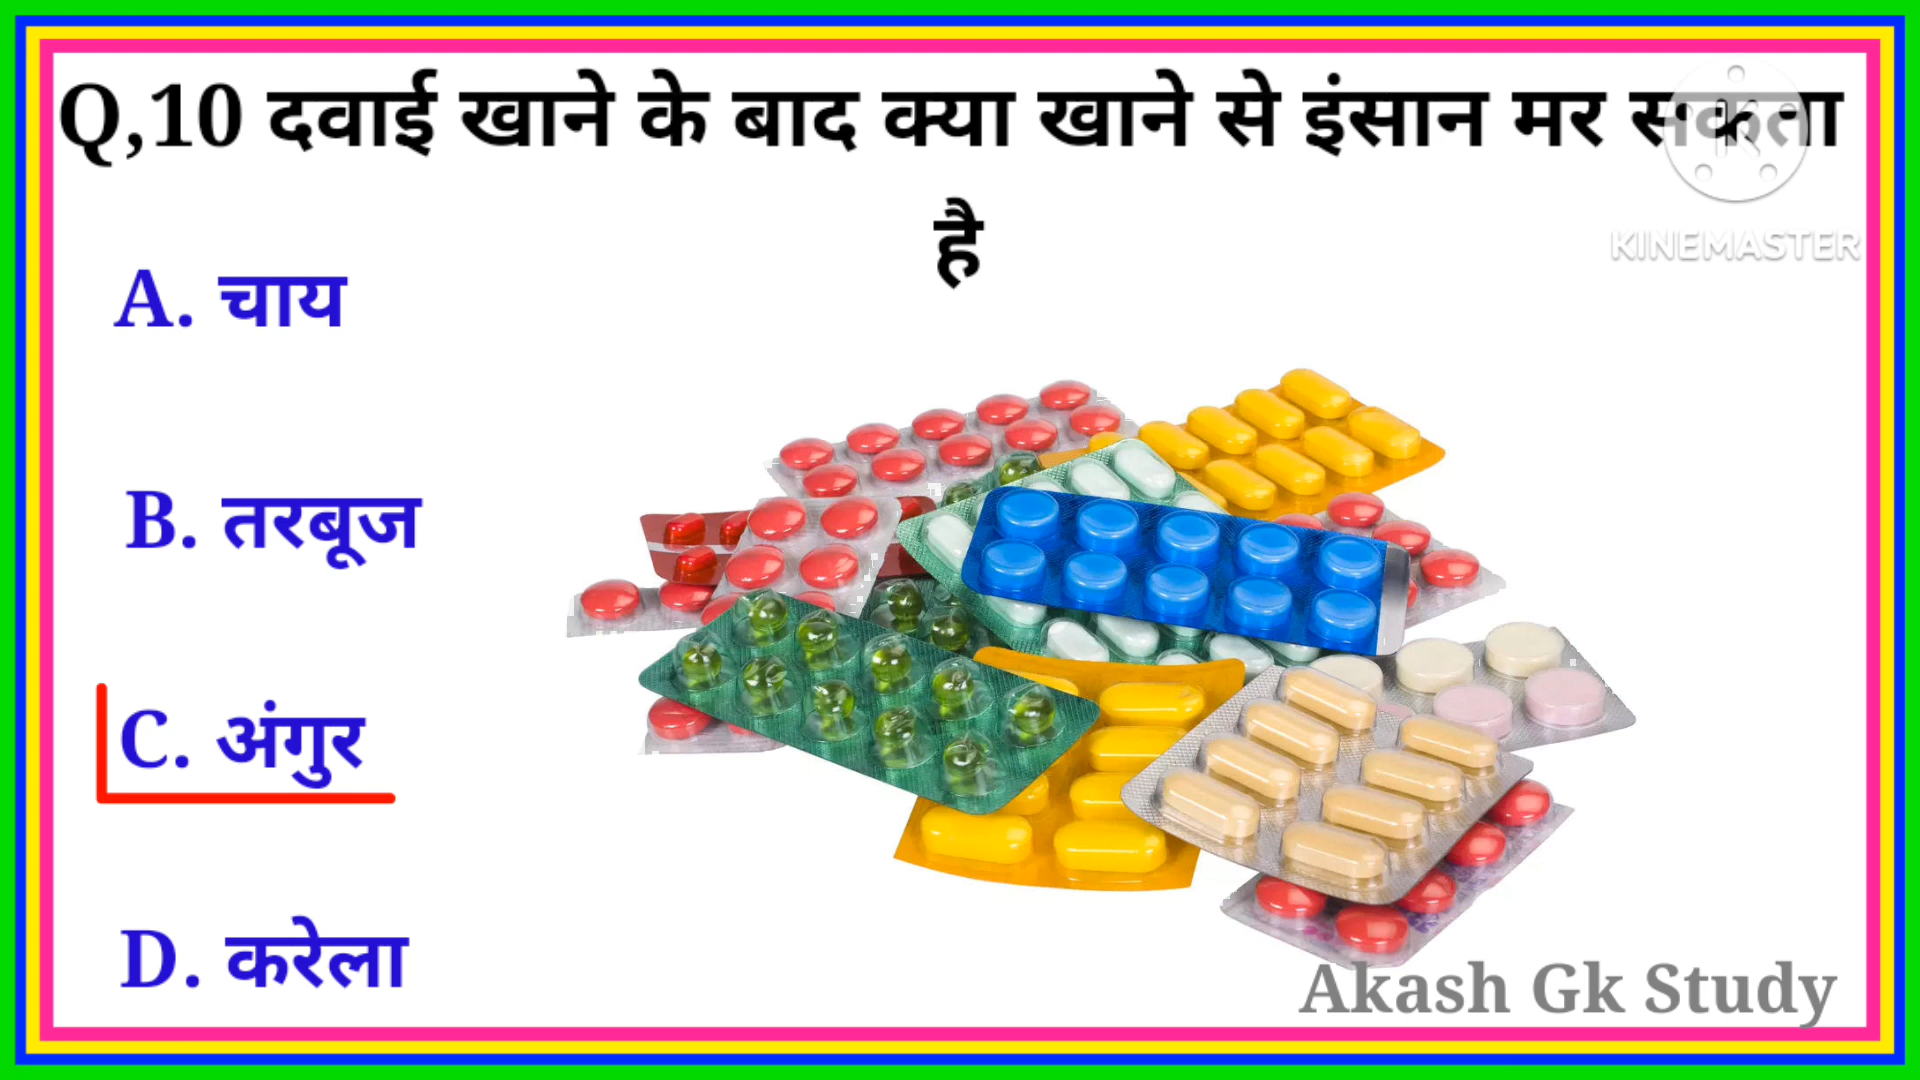 Q,10 दवाई खाने के बाद क्या खाने से इंसान मर सकता
है
KINEMASTER
A. चाय
B. तरबूज
C. अंगुर
D. करेला
Akash Gk Study